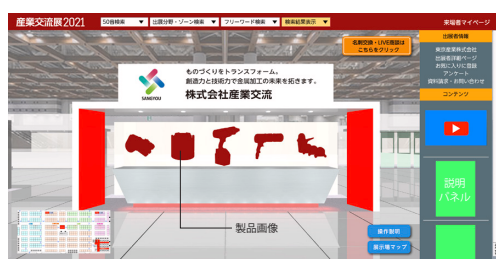 産業交流展2021
50音検索 ▼
出展分野・ゾーン検索 ▼
フリーワード検索 ▼
検索結果表示 ▼
来場者マイページ
名刺交換・LIVE商談は
こちらをクリック
出展者情報
東京産業株式会社
出展者詳細ページ
お気に入りに登録
アンケート
資料請求・お問い合わせ
コンテンツ
SANGYOU
ものづくりをトランスフォーム。
創造力と技術力で金属加工の未来を拓きます。
株式会社産業交流
説明
パネル
製品画像
操作説明
展示場マップ